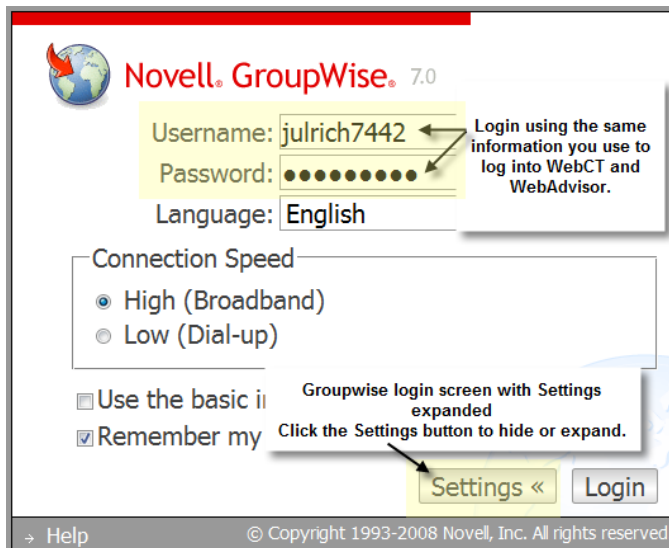 Novell® GroupWise® 7.0
Username: julrich7442
Login using the same
information you use to
log into WebCT and
WebAdvisor.
Password: ●●●●●●●●●
Language: English
Connection Speed
High (Broadband)
Low (Dial-up)
Use the basic
Remember my
Groupwise login screen with Settings
expanded
Click the Settings button to hide or expand.
Settings « Login
→ Help © Copyright 1993-2008 Novell, Inc. All rights reserved